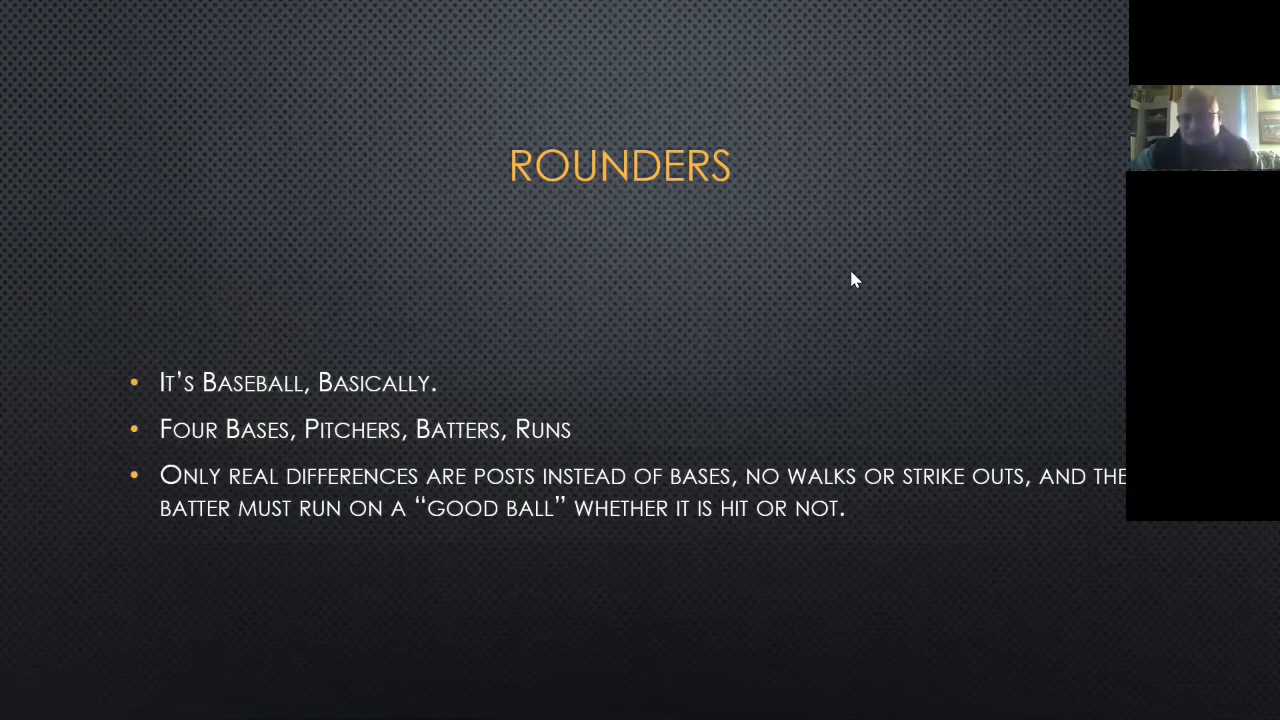 ROUNDERS
• It's Baseball, Basically.
• Four Bases, Pitchers, Batters, Runs
• Only real differences are posts instead of bases, no walks or strike outs, and the
batter must run on a “good ball” whether it is hit or not.